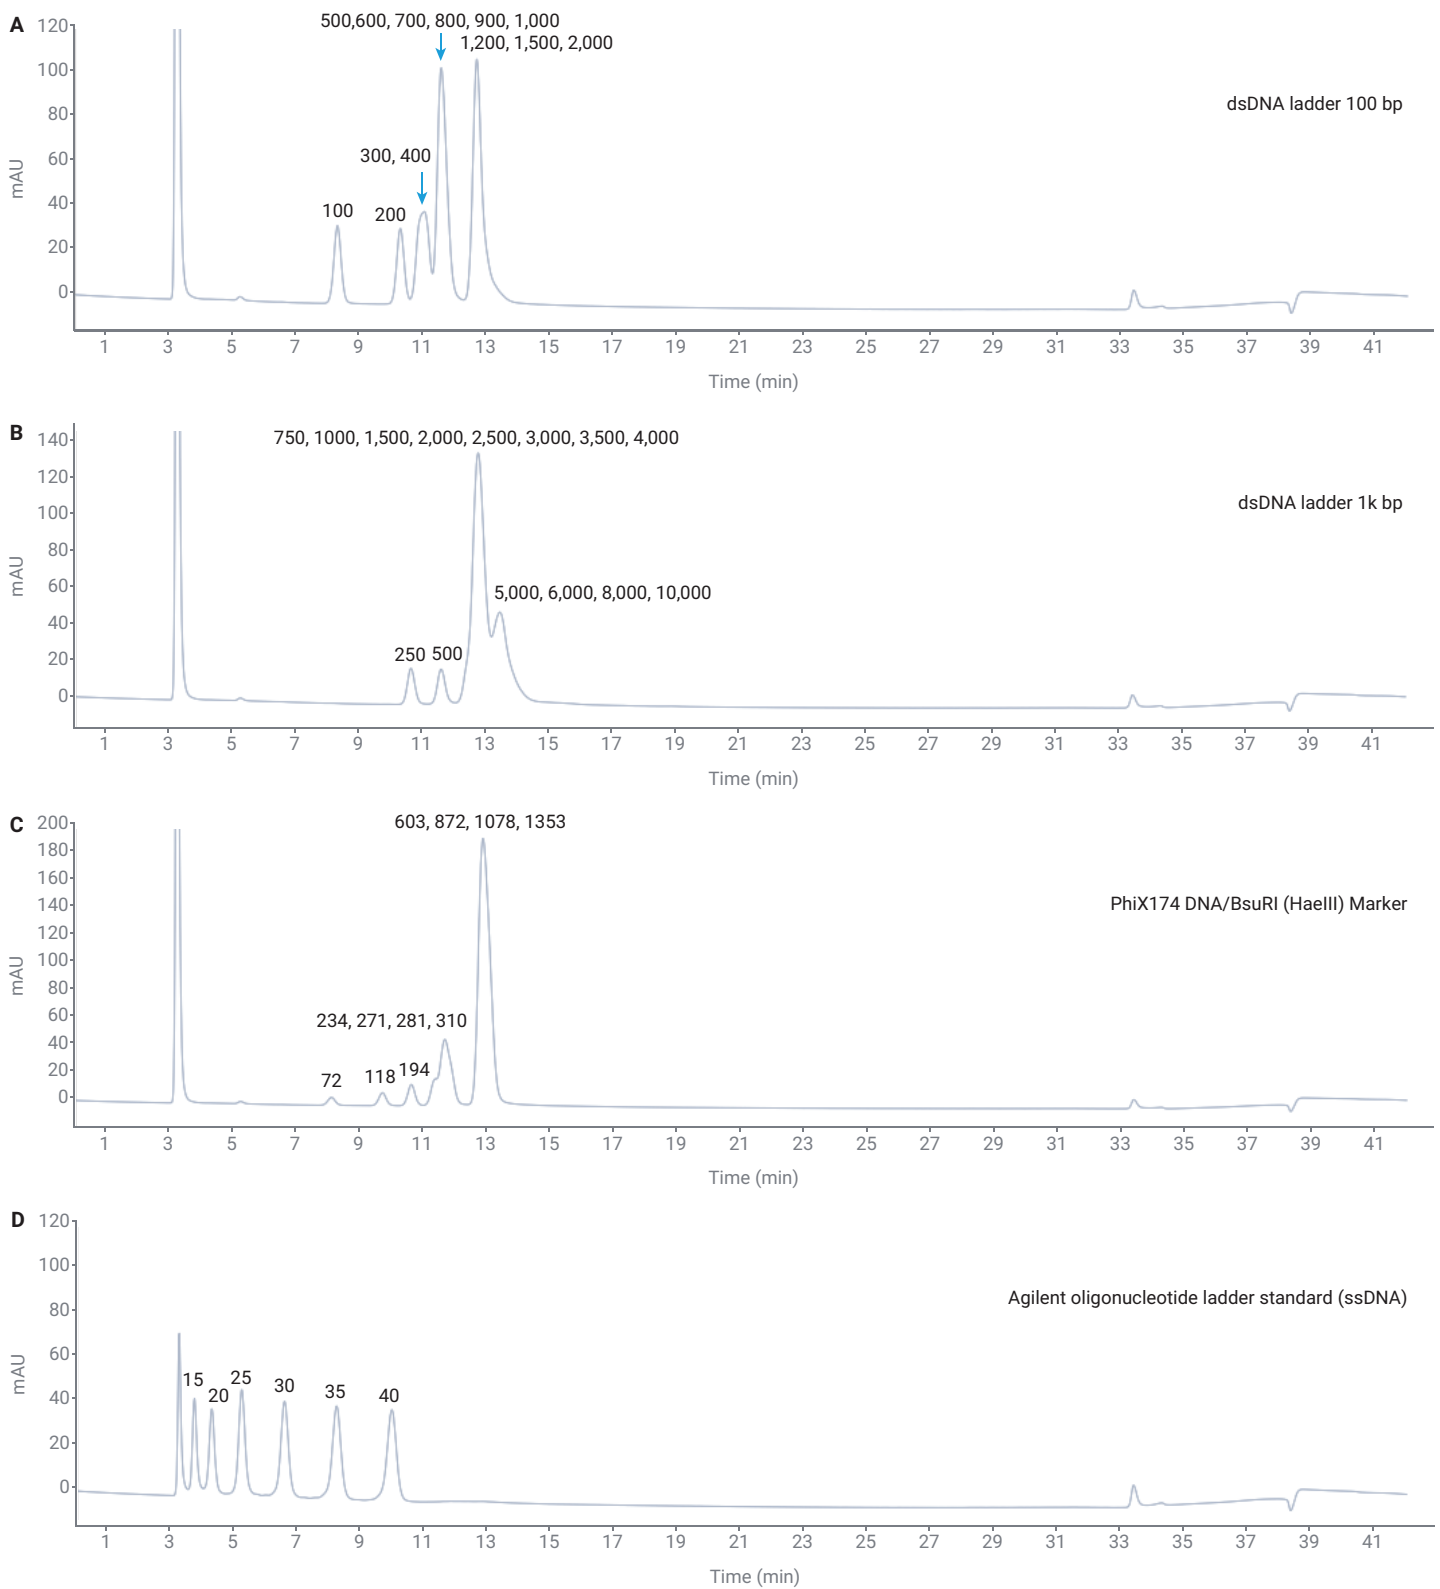 A
120
500,600, 700, 800, 900, 1,000
1,200, 1,500, 2,000
100
dsDNA ladder 100 bp
80
60
300, 400
mAU
40
100
200
20
0
1 3 5 7 9 11 13 15 17 19 21 23 25 27 29 31 33 35 37 39 41
Time (min)
B
140
750, 1000, 1,500, 2,000, 2,500, 3,000, 3,500, 4,000
120
100
dsDNA ladder 1k bp
80
60
5,000, 6,000, 8,000, 10,000
mAU
40
250 500
20
0
1 3 5 7 9 11 13 15 17 19 21 23 25 27 29 31 33 35 37 39 41
Time (min)
C
200
603, 872, 1078, 1353
180
160
140
PhiX174 DNA/BsuRI (HaeIII) Marker
120
100
mAU
80
60
234, 271, 281, 310
40
20
72
118
194
0
1 3 5 7 9 11 13 15 17 19 21 23 25 27 29 31 33 35 37 39 41
Time (min)
D
120
100
80
Agilent oligonucleotide ladder standard (ssDNA)
60
mAU
40
15
20
25
30
35
40
20
0
1 3 5 7 9 11 13 15 17 19 21 23 25 27 29 31 33 35 37 39 41
Time (min)